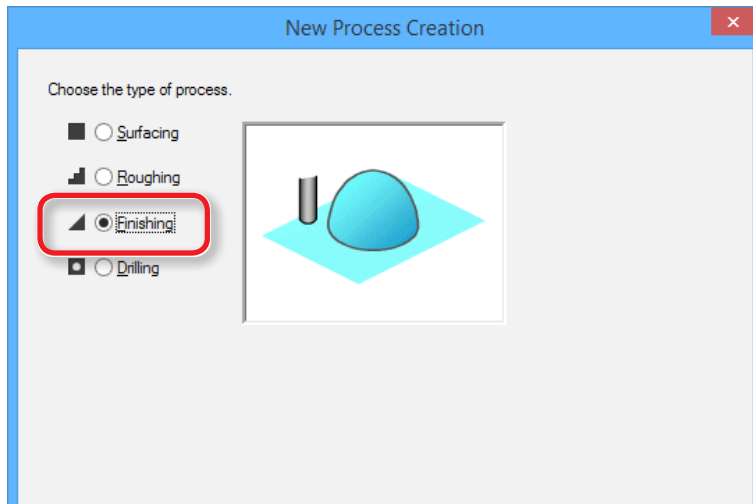 New Process Creation
Choose the type of process.
Surfacing
Roughing
Finishing
Drilling